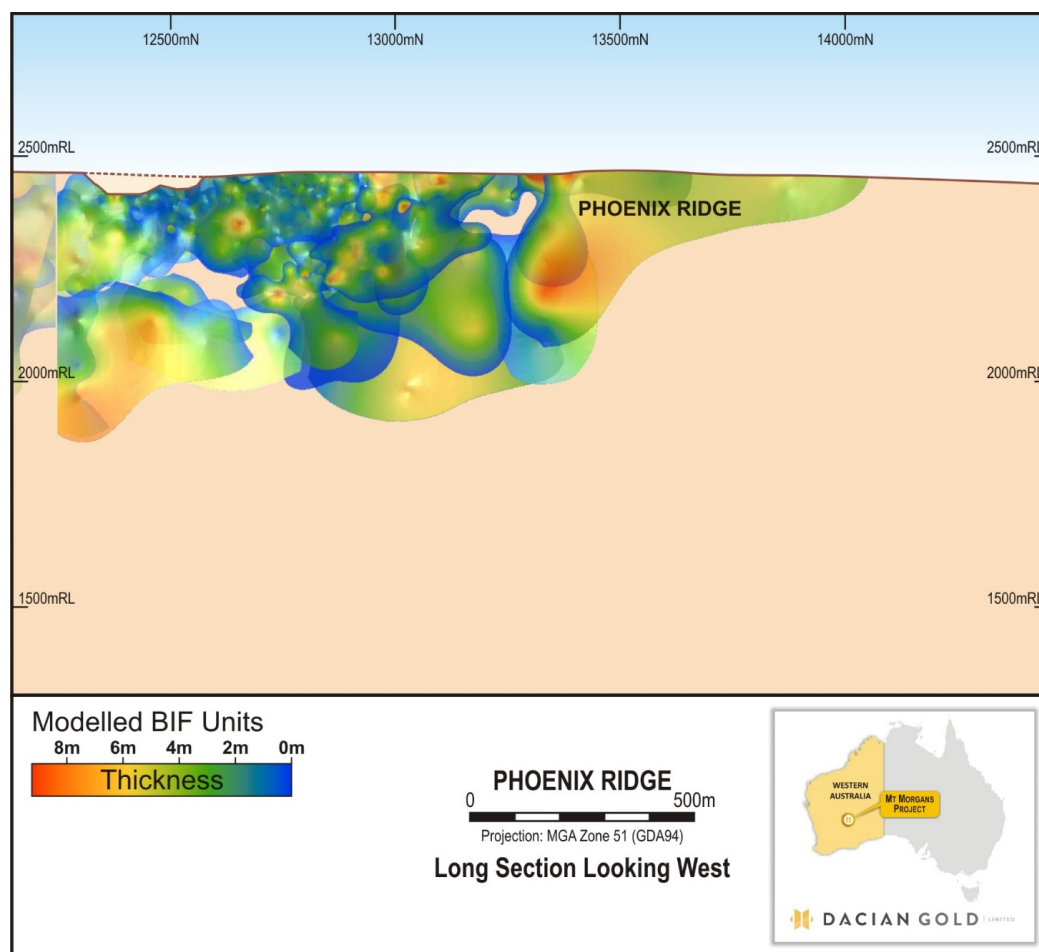 12500mN 13000mN 13500mN 14000mN
2500mRL 2500mRL
PHOENIX RIDGE
2000mRL 2000mRL
1500mRL 1500mRL
Modelled BIF Units
8m 6m 4m 2m 0m
Thickness
PHOENIX RIDGE
0 500m
Projection: MGA Zone 51 (GDA94)
Long Section Looking West
WESTERN
AUSTRALIA
MT MORGANS
PROJECT
DACIAN GOLD LIMITED